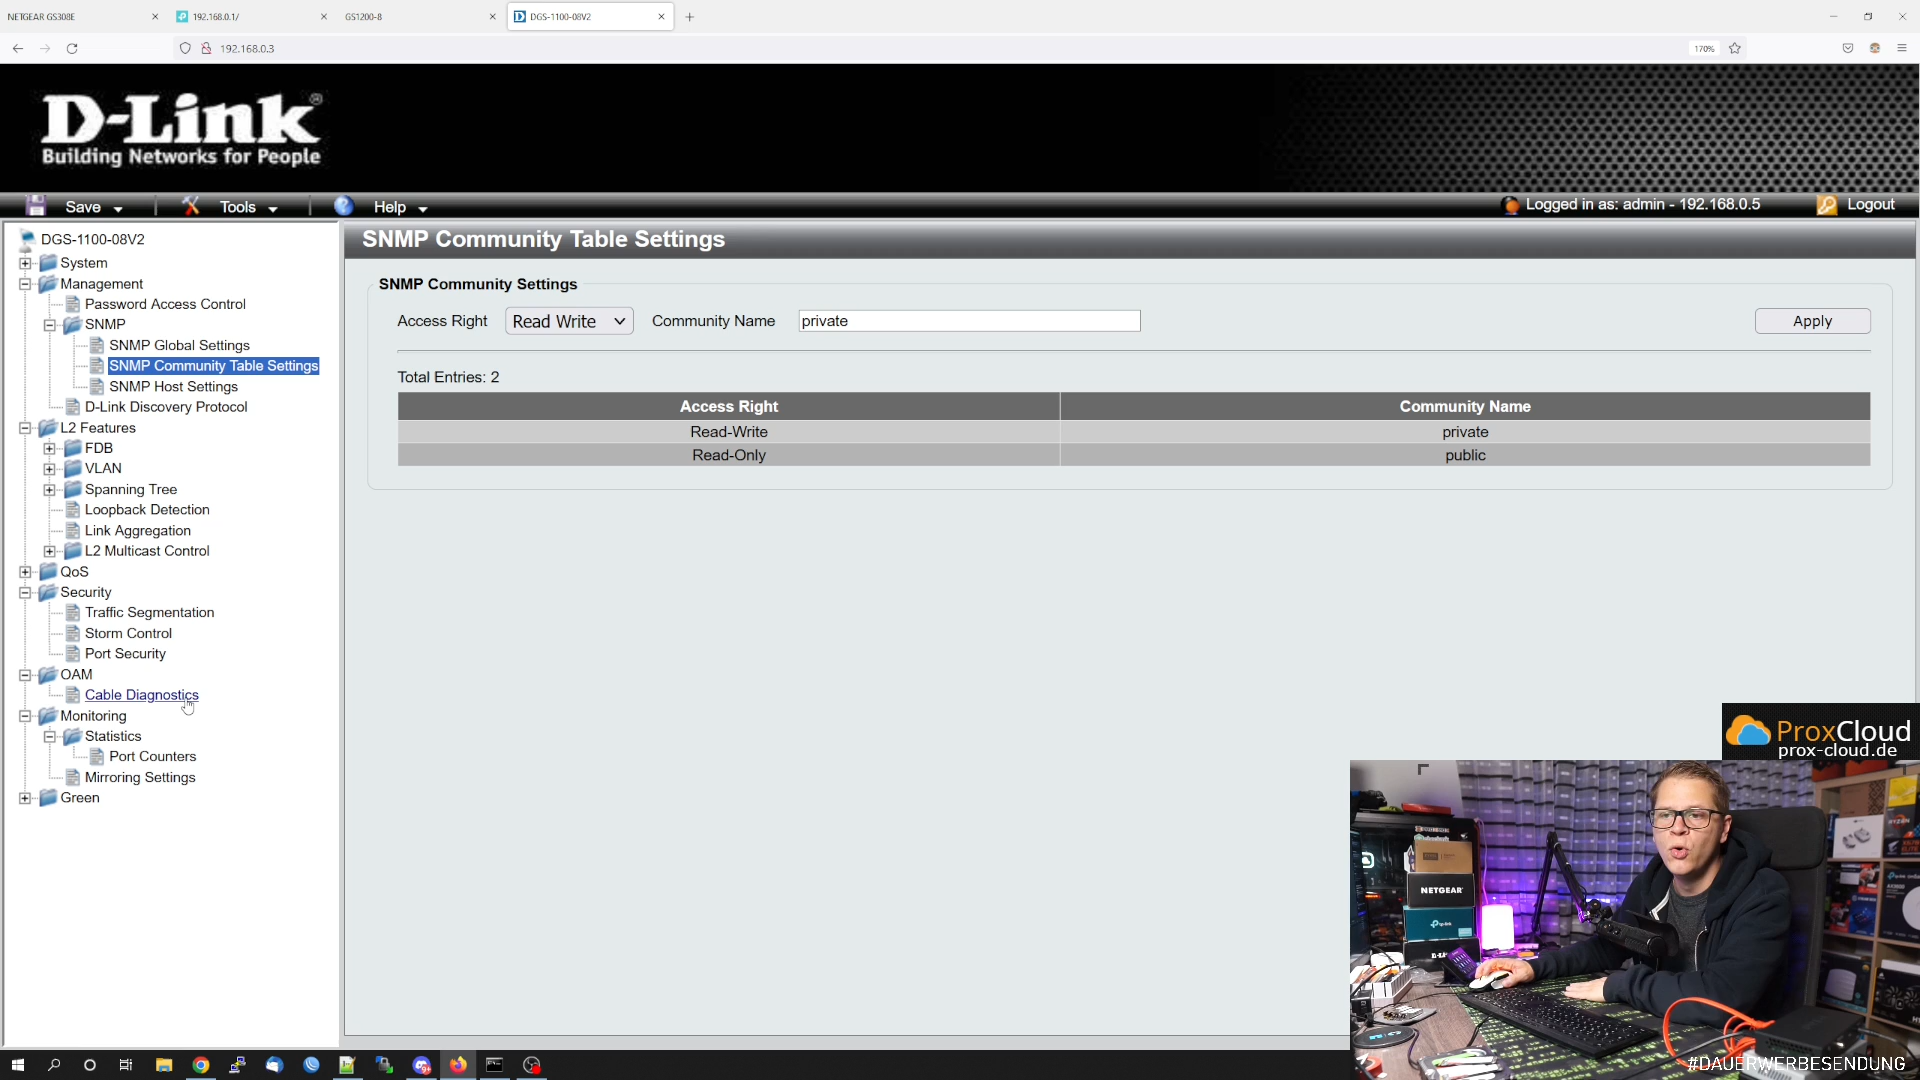 NETGEAR GS308E
192.168.0.1/
GS1200-8
DGS-1100-08V2
192.168.0.3
170%
D-Link
Building Networks for People
Save
Tools
Help
Logged in as: admin - 192.168.0.5
Logout
DGS-1100-08V2
System
Management
Password Access Control
SNMP
SNMP Global Settings
SNMP Community Table Settings
SNMP Host Settings
D-Link Discovery Protocol
L2 Features
FDB
VLAN
Spanning Tree
Loopback Detection
Link Aggregation
L2 Multicast Control
QoS
Security
Traffic Segmentation
Storm Control
Port Security
OAM
Cable Diagnostics
Monitoring
Statistics
Port Counters
Mirroring Settings
Green
SNMP Community Table Settings
SNMP Community Settings
Access Right Read Write Community Name private Apply
Total Entries: 2
Access Right Community Name
Read-Write private
Read-Only public
ProxCloud
prox-cloud.de
NETGEAR
tp-link
#DAUERWERBESENDUNG